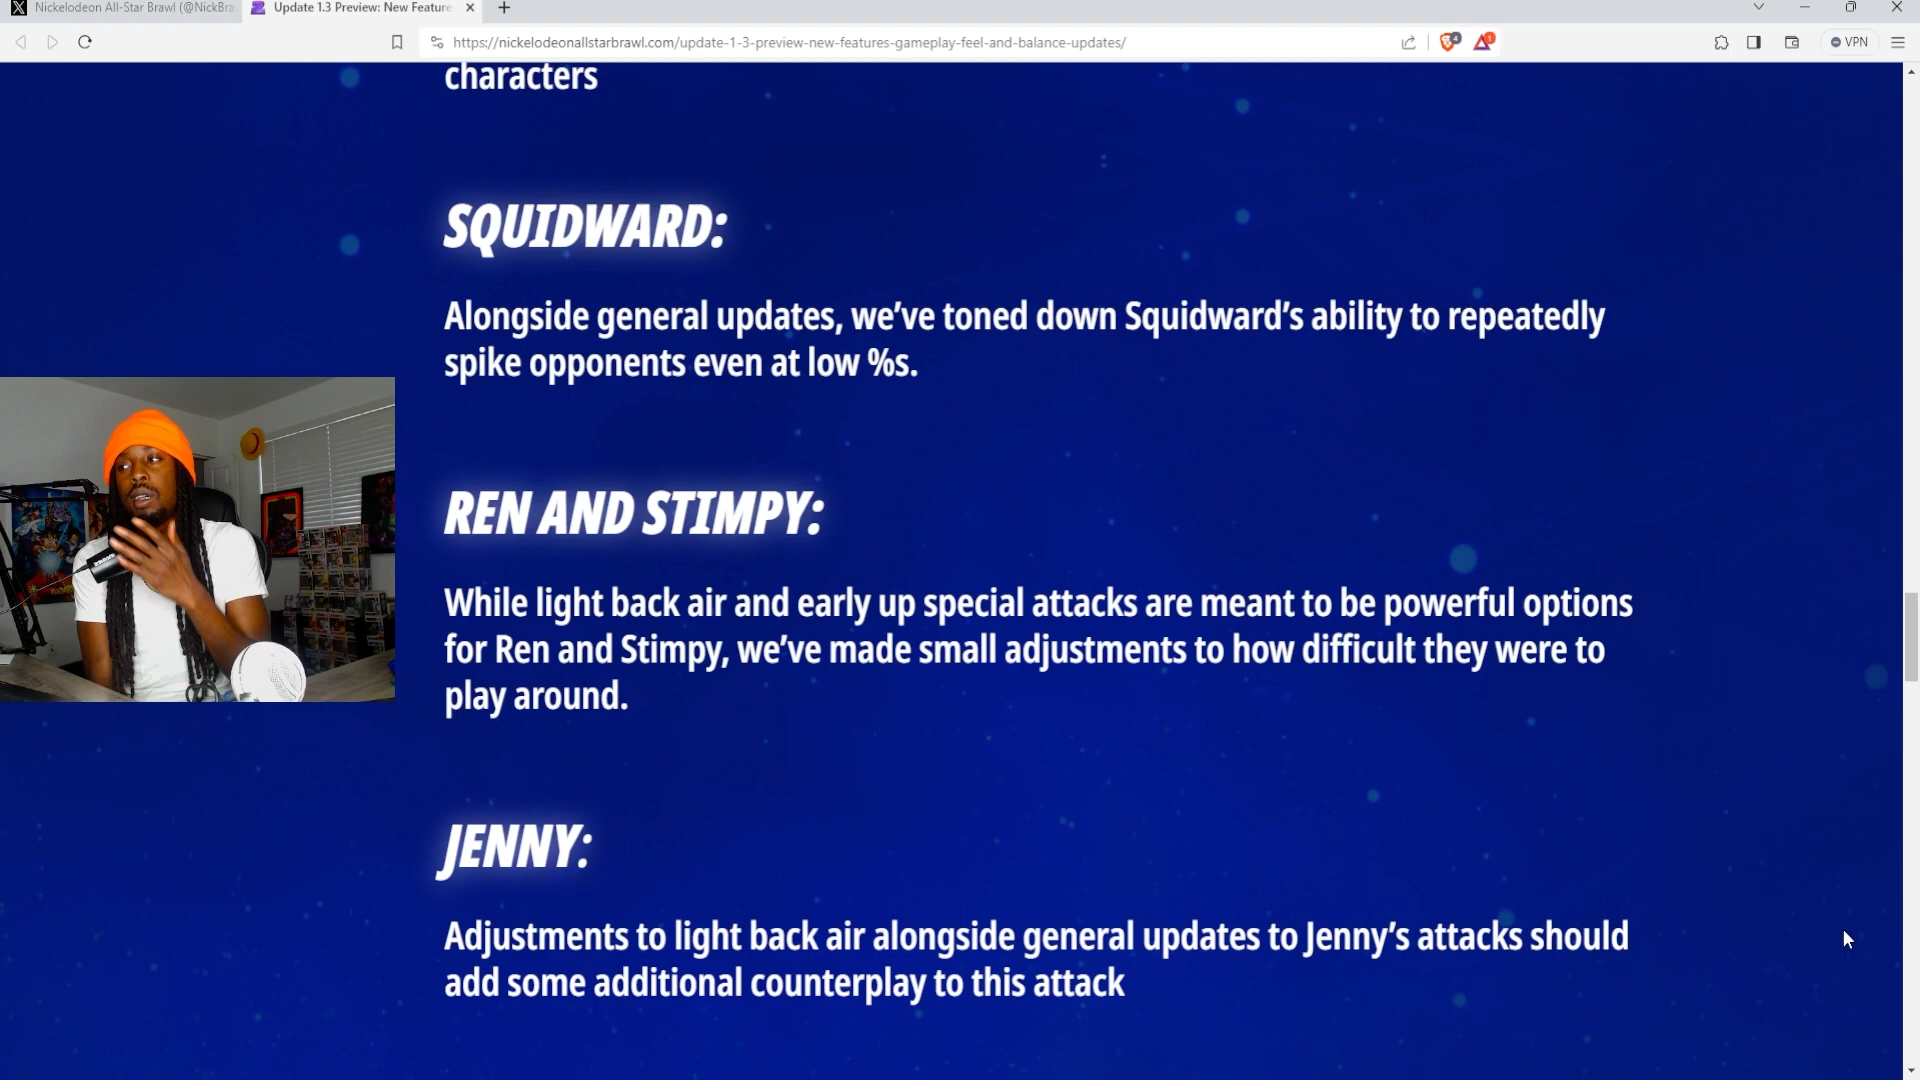 Nickelodeon All-Star Brawl (@NickBra
Update 1.3 Preview: New Feature
https://nickelodeonallstarbrawl.com/update-1-3-preview-new-features-gameplay-feel-and-balance-updates/
4
1
VPN
characters
SQUIDWARD:
Alongside general updates, we’ve toned down Squidward’s ability to repeatedly
spike opponents even at low %s.
REN AND STIMPY:
While light back air and early up special attacks are meant to be powerful options
for Ren and Stimpy, we’ve made small adjustments to how difficult they were to
play around.
JENNY:
Adjustments to light back air alongside general updates to Jenny’s attacks should
add some additional counterplay to this attack